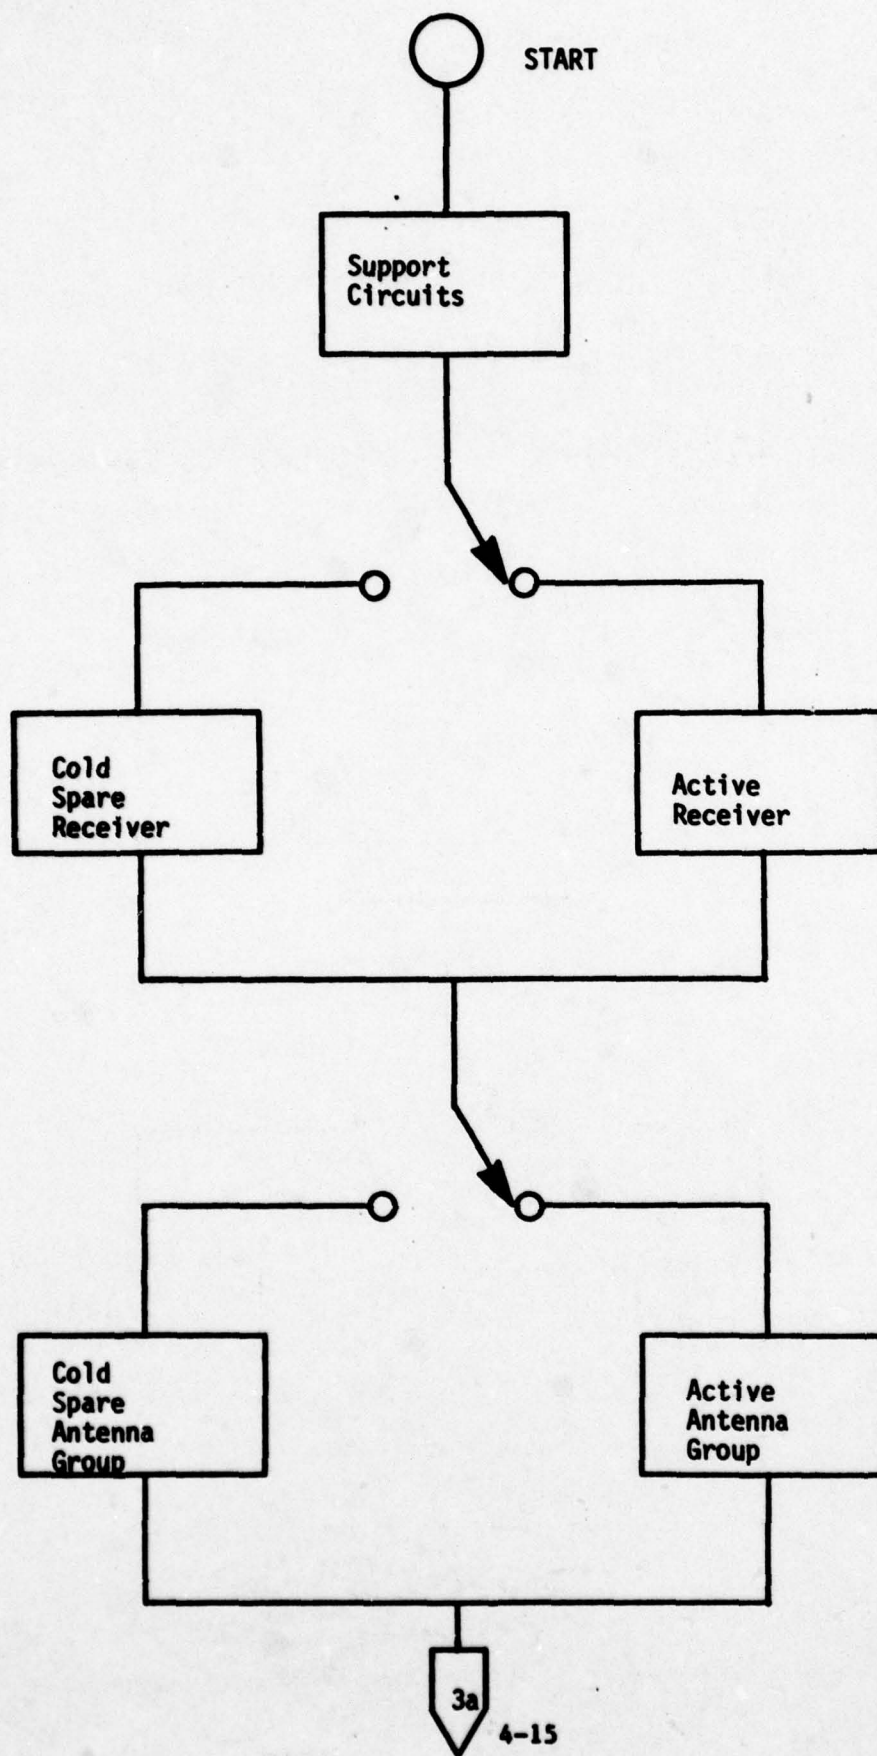 START
Support
Circuits
Cold
Spare
Receiver
Active
Receiver
Cold
Spare
Antenna
Group
Active
Antenna
Group
3a
4-15